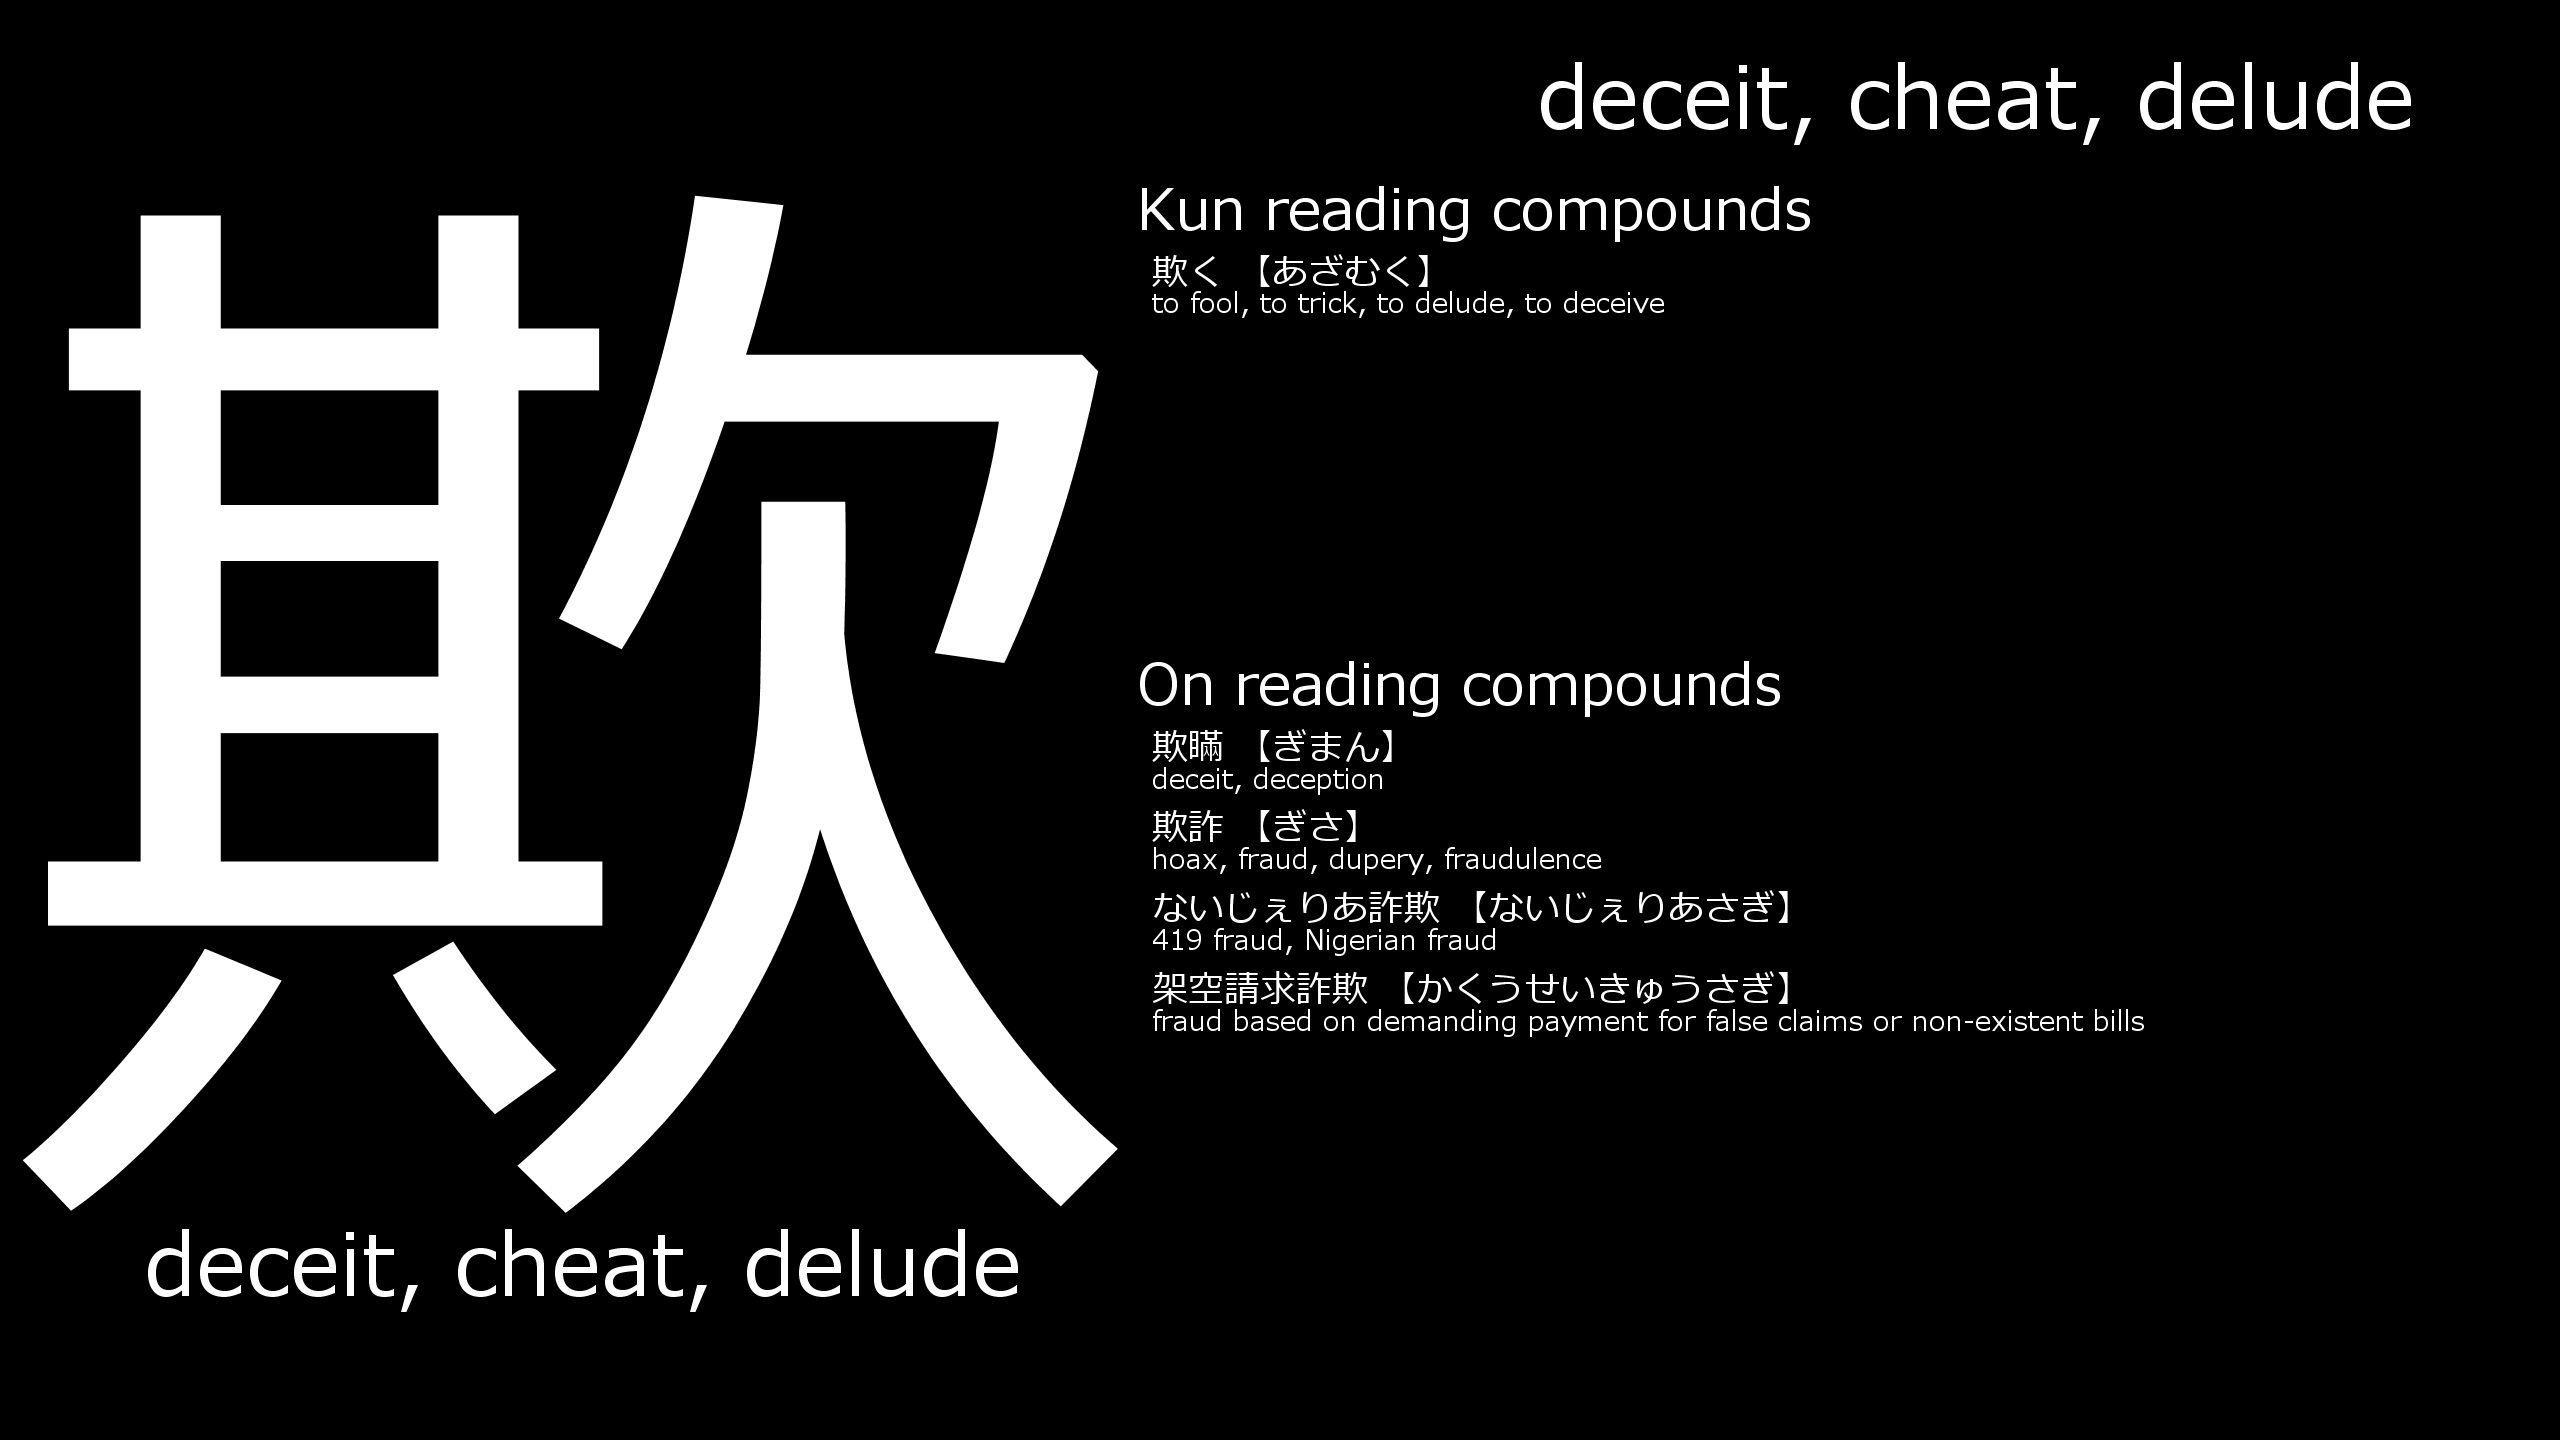 deceit, cheat, delude
欺
deceit, cheat, delude
Kun reading compounds
欺く 【あざむく】
to fool, to trick, to delude, to deceive
On reading compounds
欺瞞 【ぎまん】
deceit, deception
欺詐 【ぎさ】
hoax, fraud, dupery, fraudulence
ないじぇりあ詐欺 【ないじぇりあさぎ】
419 fraud, Nigerian fraud
架空請求詐欺 【かくうせいきゅうさぎ】
fraud based on demanding payment for false claims or non-existent bills